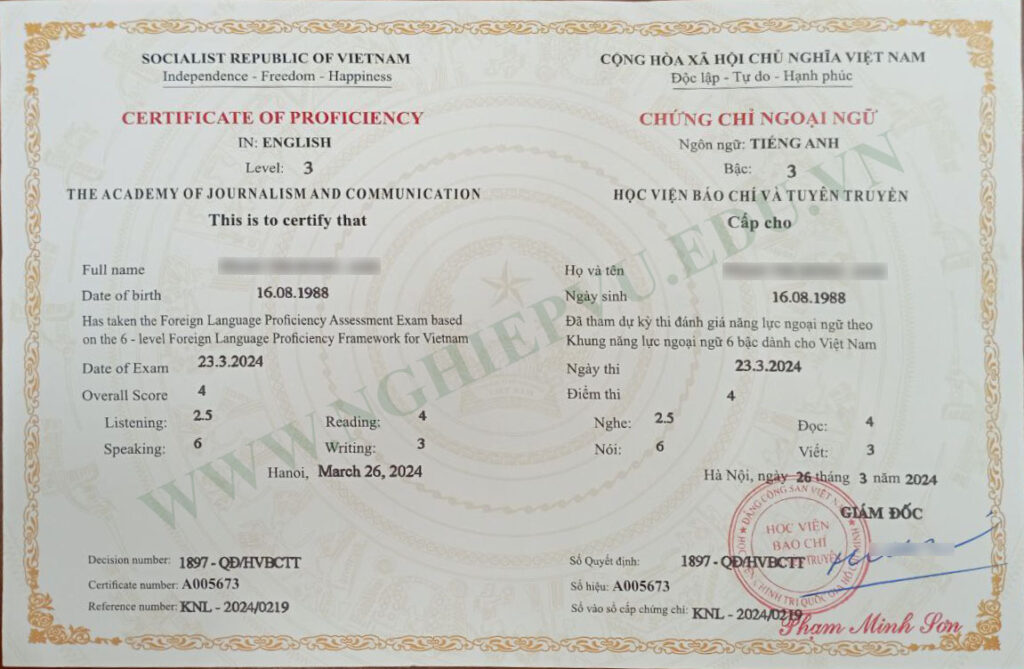 SOCIALIST REPUBLIC OF VIETNAM
Independence - Freedom - Happiness
CERTIFICATE OF PROFICIENCY
IN: ENGLISH
Level: 3
THE ACADEMY OF JOURNALISM AND COMMUNICATION
This is to certify that
Full name
Date of birth 16.08.1988
Has taken the Foreign Language Proficiency Assessment Exam based
on the 6 - level Foreign Language Proficiency Framework for Vietnam
Date of Exam 23.3.2024
Overall Score 4
Listening: 2.5 Reading: 4
Speaking: 6 Writing: 3
Hanoi, March 26, 2024
Decision number: 1897 - QĐ/HVBCTT
Certificate number: A005673
Reference number: KNL - 2024/0219
CỘNG HÒA XÃ HỘI CHỦ NGHĨA VIỆT NAM
Độc lập - Tự do - Hạnh phúc
CHỨNG CHỈ NGOẠI NGỮ
Ngôn ngữ: TIẾNG ANH
Bậc: 3
HỌC VIỆN BÁO CHÍ VÀ TUYÊN TRUYỀN
Cấp cho
Họ và tên
Ngày sinh 16.08.1988
Đã tham dự kỳ thi đánh giá năng lực ngoại ngữ theo
Khung năng lực ngoại ngữ 6 bậc dành cho Việt Nam
Ngày thi 23.3.2024
Điểm thi 4
Nghe: 2.5 Đọc: 4
Nói: 6 Viết: 3
Hà Nội, ngày 26 tháng 3 năm 2024
GIÁM ĐỐC
ĐẢNG CỘNG SẢN VIỆT
HỌC VIỆN
BÁO CHÍ
CHÍNH TRỊ QUỐC GIA HỒ
Số Quyết định: 1897 - QĐ/HVBCTT
Số hiệu: A005673
Số vào sổ cấp chứng chỉ: KNL - 2024/0219
Phạm Minh Sơn
WWW.NGHIEPVU.EDU.VN